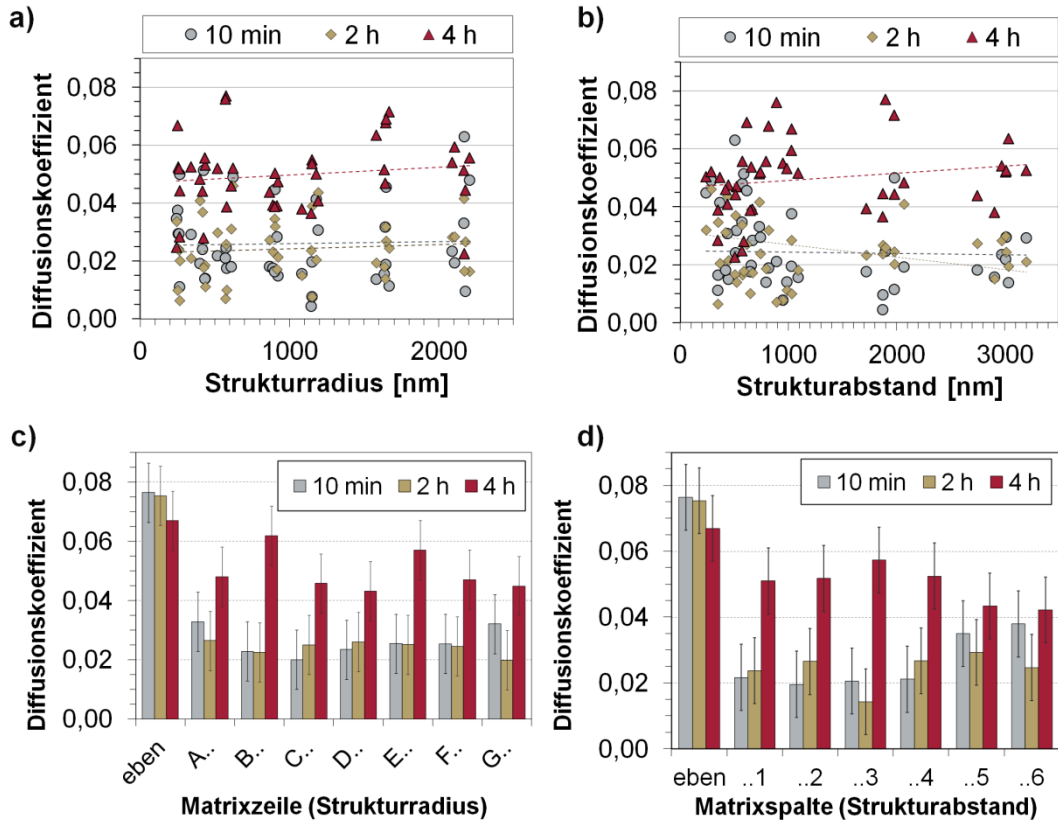 a)
10 min 2 h 4 h
0,08
0,06
0,04
0,02
0,00
Diffusionskoeffizient
0 1000 2000
Strukturradius [nm]
b)
10 min 2 h 4 h
0,08
0,06
0,04
0,02
0,00
Diffusionskoeffizient
0 1000 2000 3000
Strukturabstand [nm]
c)
10 min 2 h 4 h
0,08
0,06
0,04
0,02
0,00
Diffusionskoeffizient
eben A.. B.. C.. D.. E.. F.. G..
Matrixzeile (Strukturradius)
d)
10 min 2 h 4 h
0,08
0,06
0,04
0,02
0,00
Diffusionskoeffizient
eben ..1 ..2 ..3 ..4 ..5 ..6
Matrixspalte (Strukturabstand)